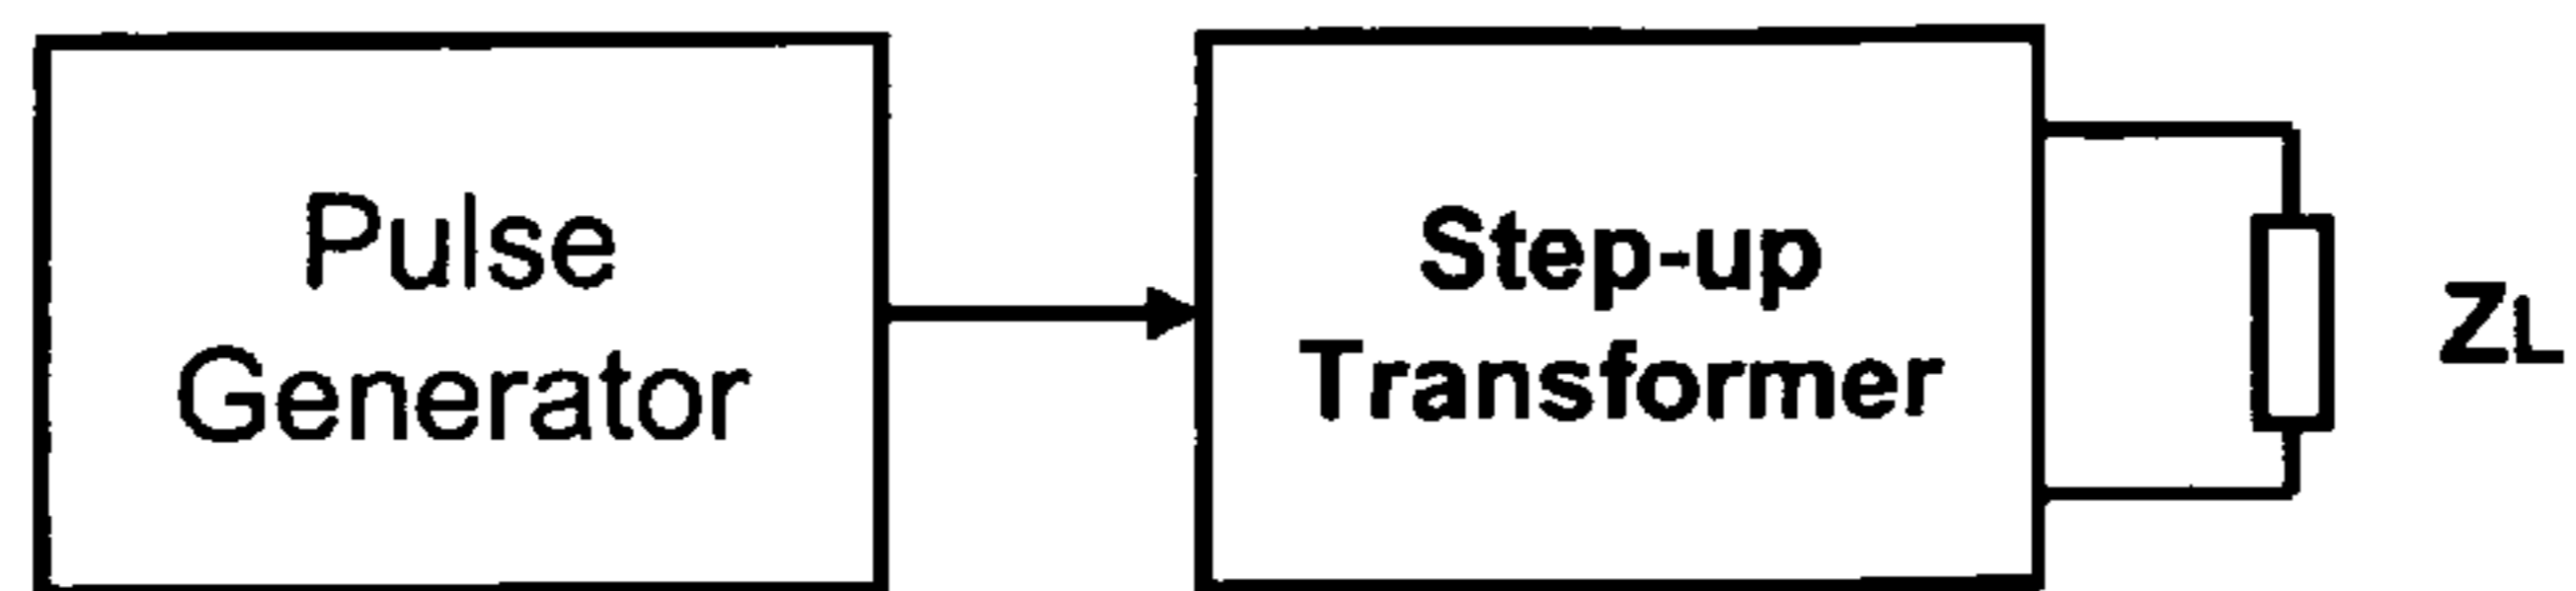 Pulse
Generator
Step-up
Transformer
ZL